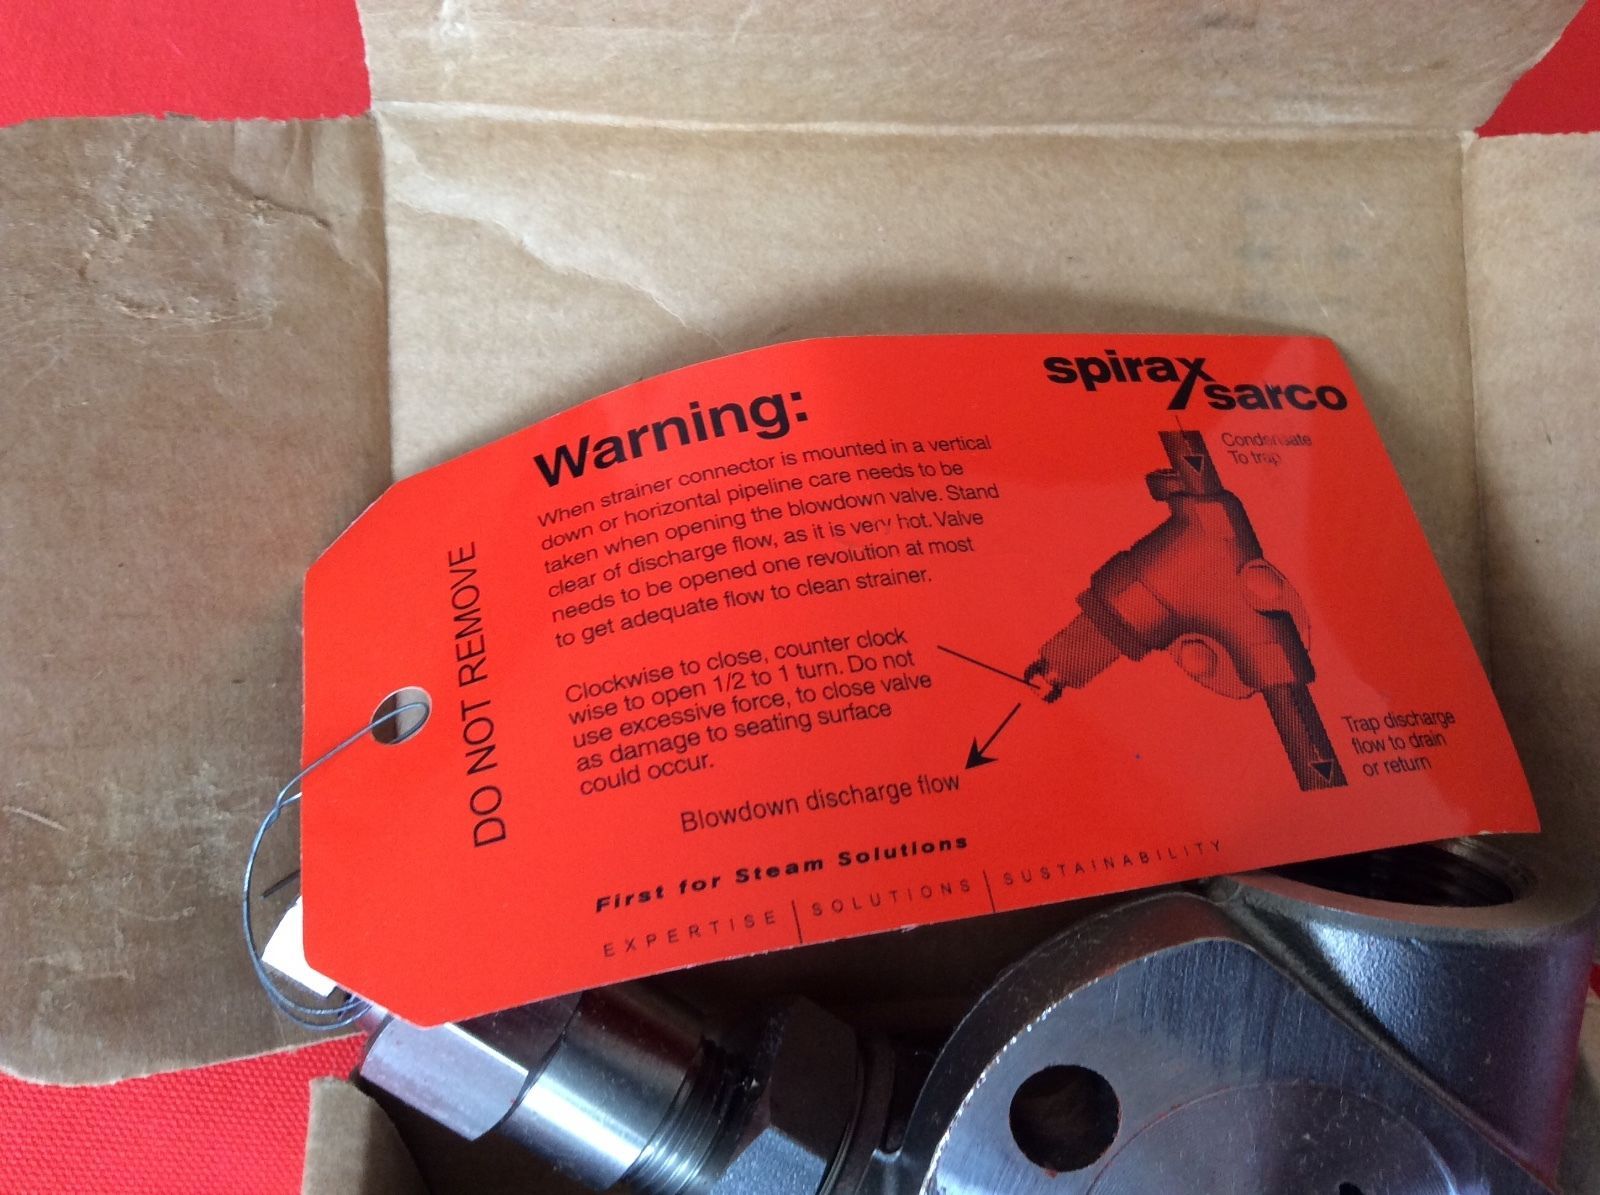 spirax
sarco
Warning:
When strainer connector is mounted in a vertical
down or horizontal pipeline care needs to be
taken when opening the blowdown valve. Stand
clear of discharge flow, as it is very hot. Valve
needs to be opened one revolution at most
to get adequate flow to clean strainer.
Clockwise to close, counter clock
wise to open 1/2 to 1 turn. Do not
use excessive force, to close valve
as damage to seating surface
could occur.
Blowdown discharge flow
Condensate
To trap
Trap discharge
flow to drain
or return
DO NOT REMOVE
First for Steam Solutions
EXPERTISE | SOLUTIONS | SUSTAINABILITY